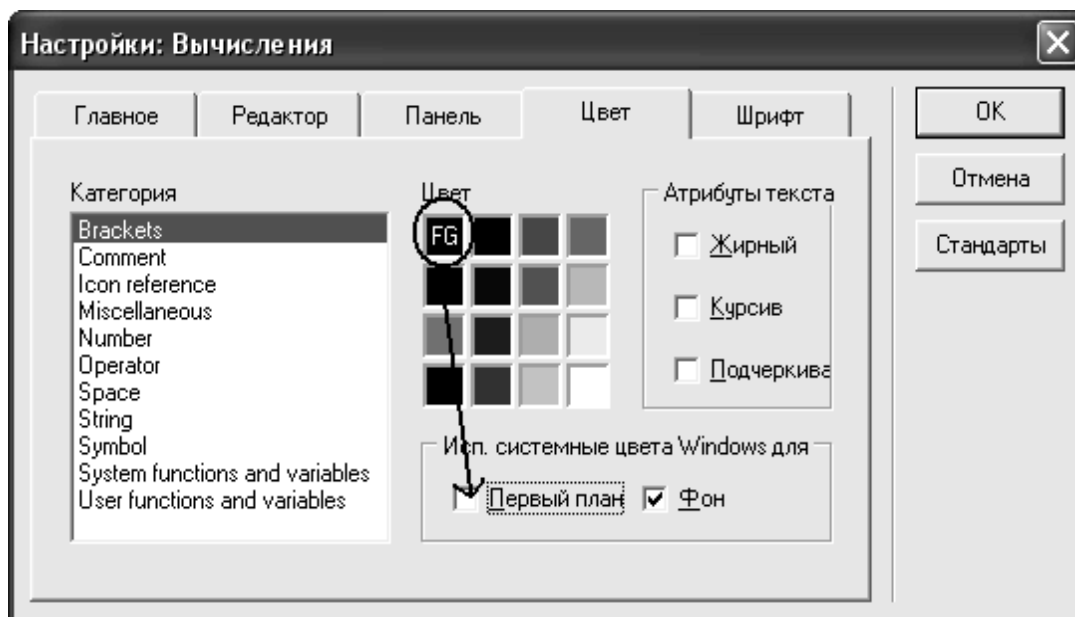 Настройки: Вычисления
Главное
Редактор
Панель
Цвет
Шрифт
OK
Отмена
Стандарты
Категория
Brackets
Comment
Icon reference
Miscellaneous
Number
Operator
Space
String
Symbol
System functions and variables
User functions and variables
Цвет
FG
Атрибуты текста
Жирный
Курсив
Подчеркива
Исп. системные цвета Windows для
Первый план
Фон